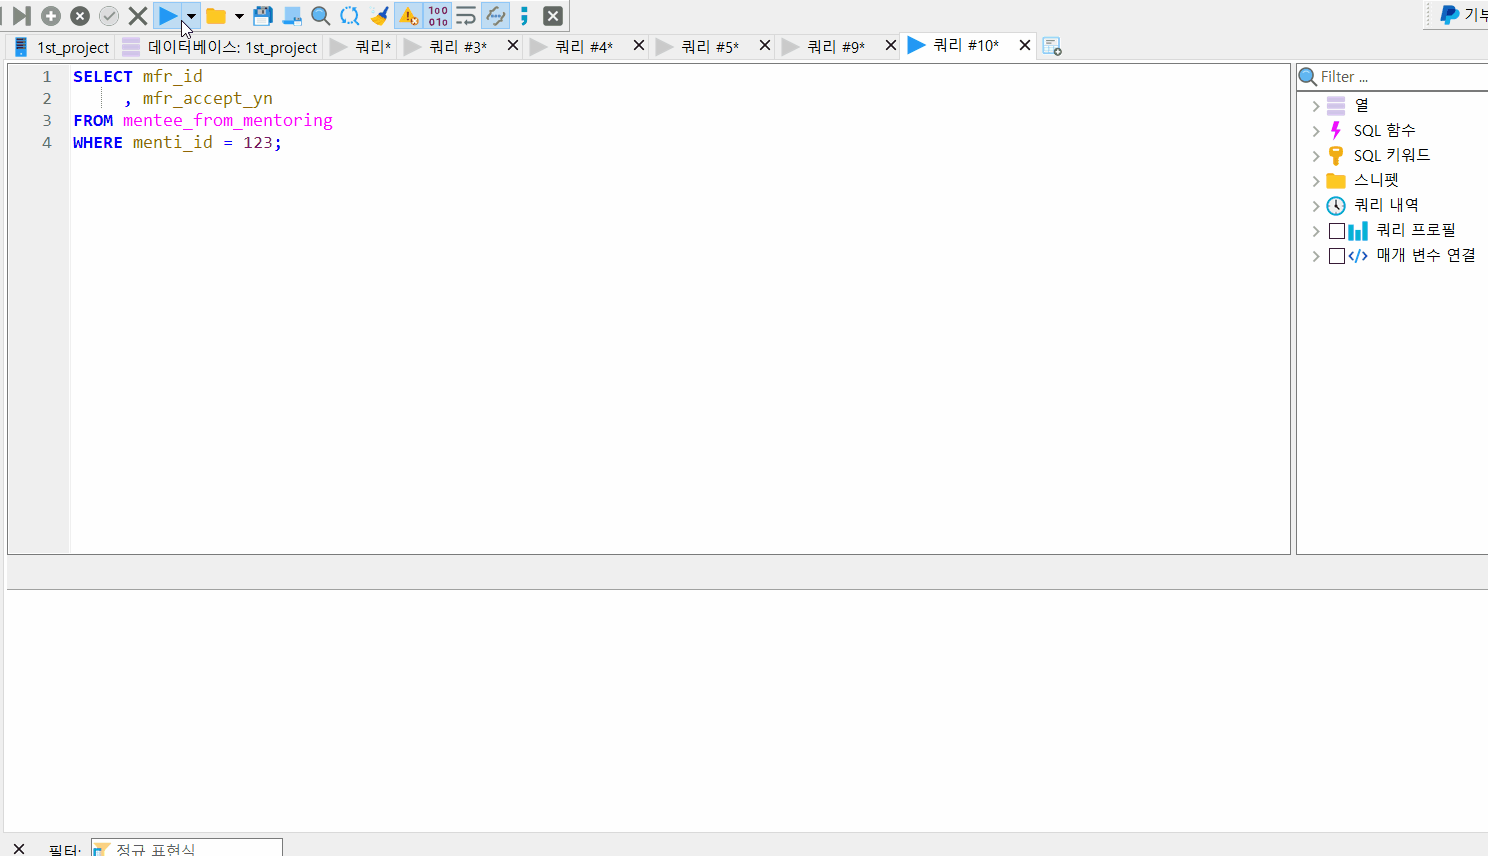 100
010
기부
1st_project 데이터베이스: 1st_project 쿼리* 쿼리 #3* 쿼리 #4* 쿼리 #5* 쿼리 #9* 쿼리 #10*
1 SELECT mfr_id
2 , mfr_accept_yn
3 FROM mentee_from_mentoring
4 WHERE menti_id = 123;
Filter ...
열
SQL 함수
SQL 키워드
스니펫
쿼리 내역
쿼리 프로필
매개 변수 연결
필터: 정규 표현식